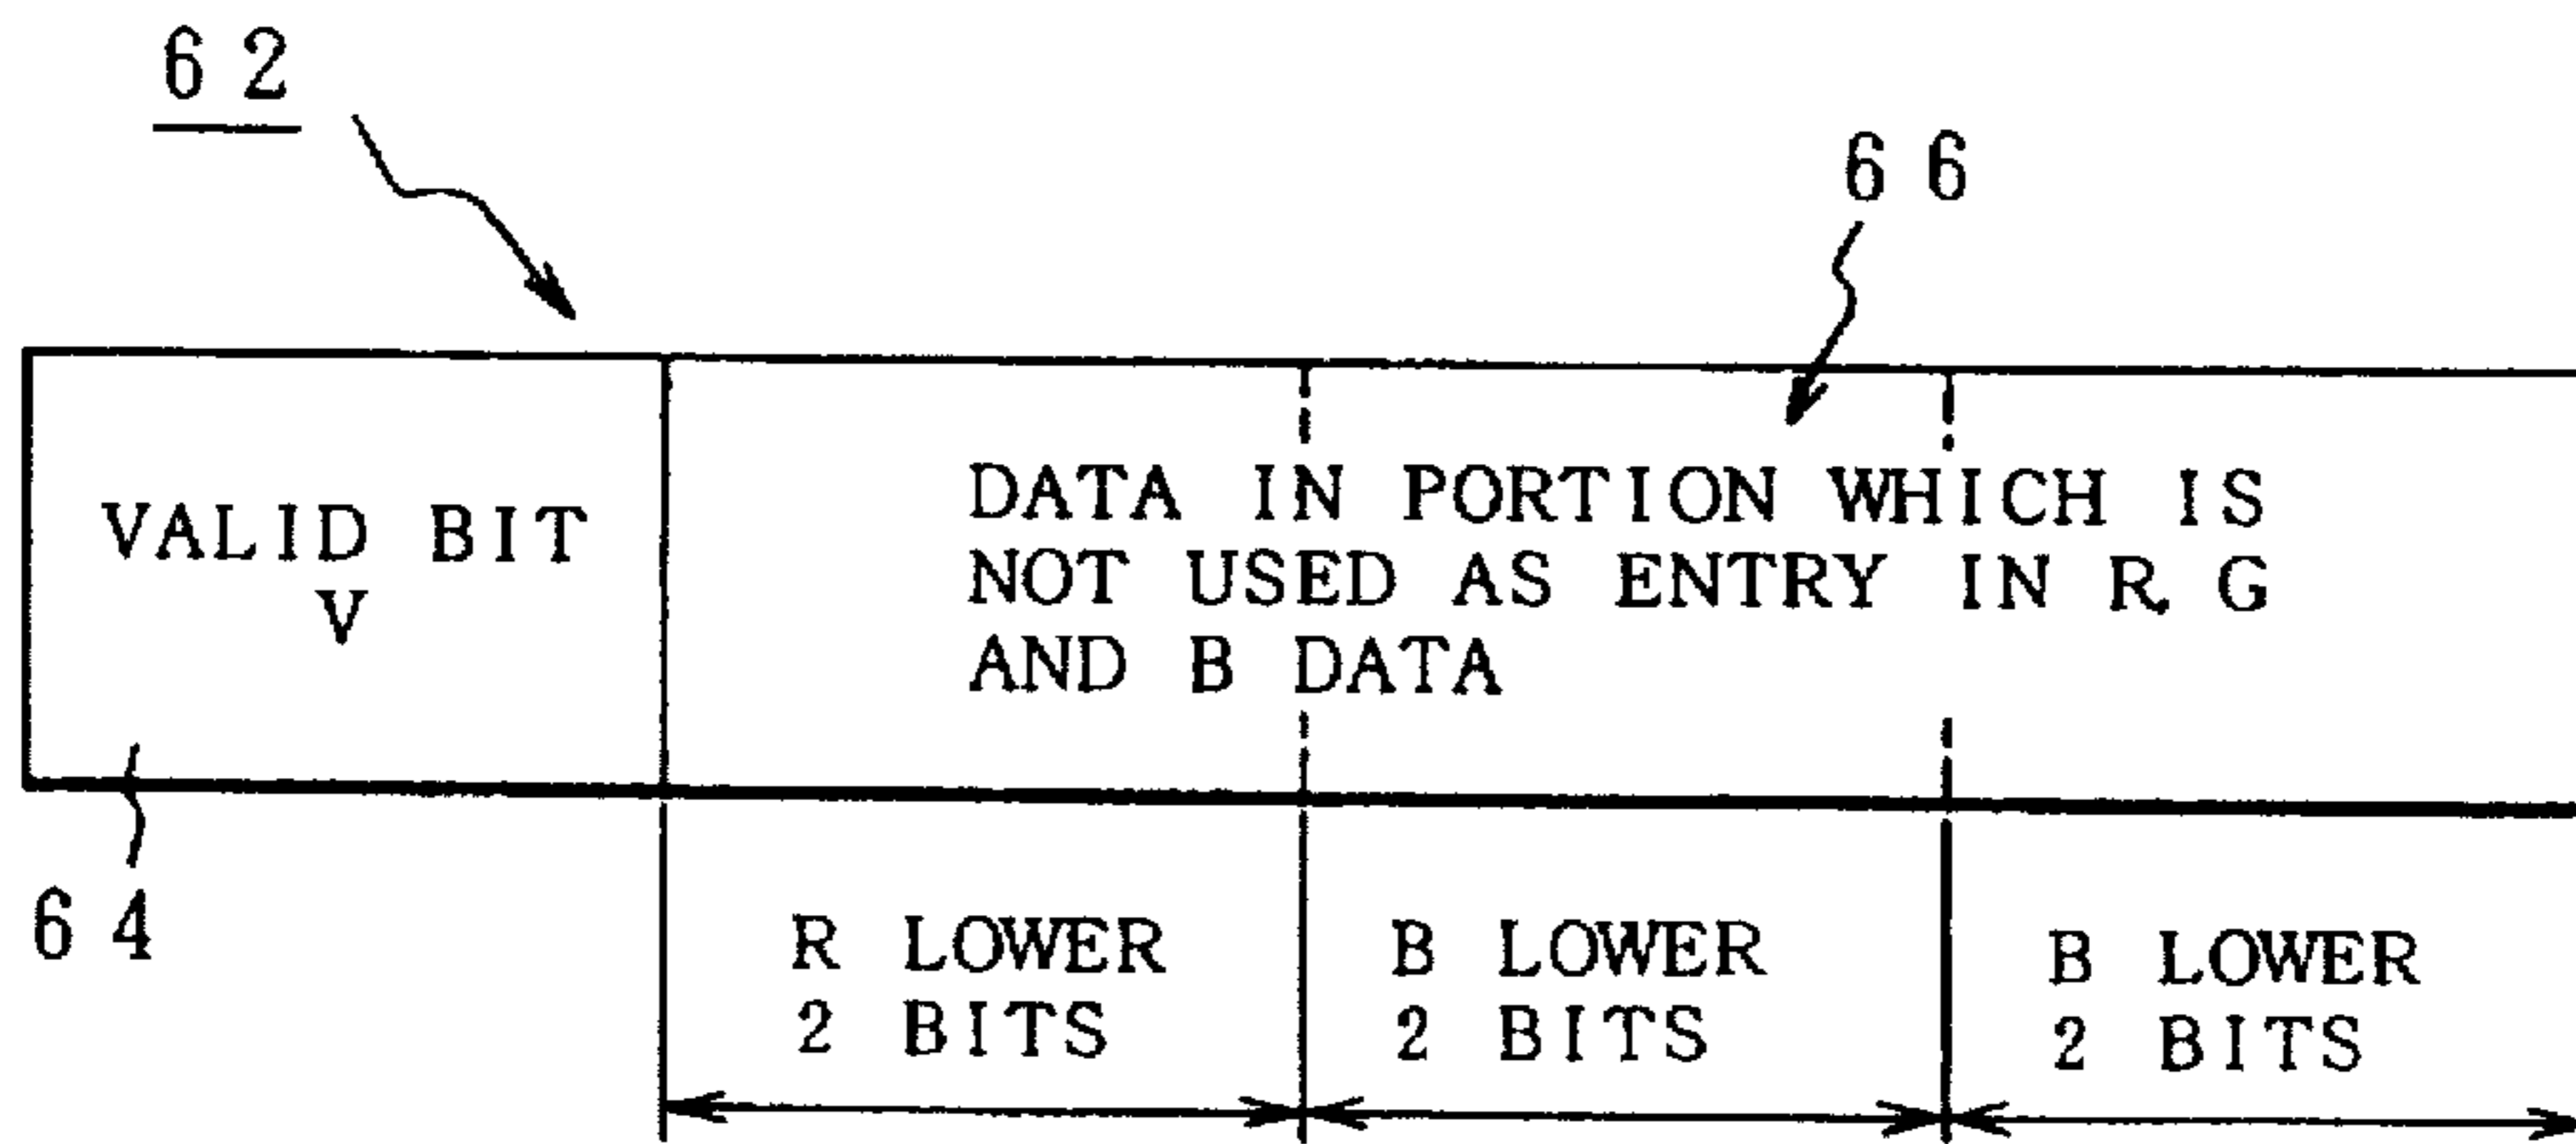 62
66
VALID BIT
V
DATA IN PORTION WHICH IS
NOT USED AS ENTRY IN R, G
AND B DATA
64
R LOWER
2 BITS
B LOWER
2 BITS
B LOWER
2 BITS